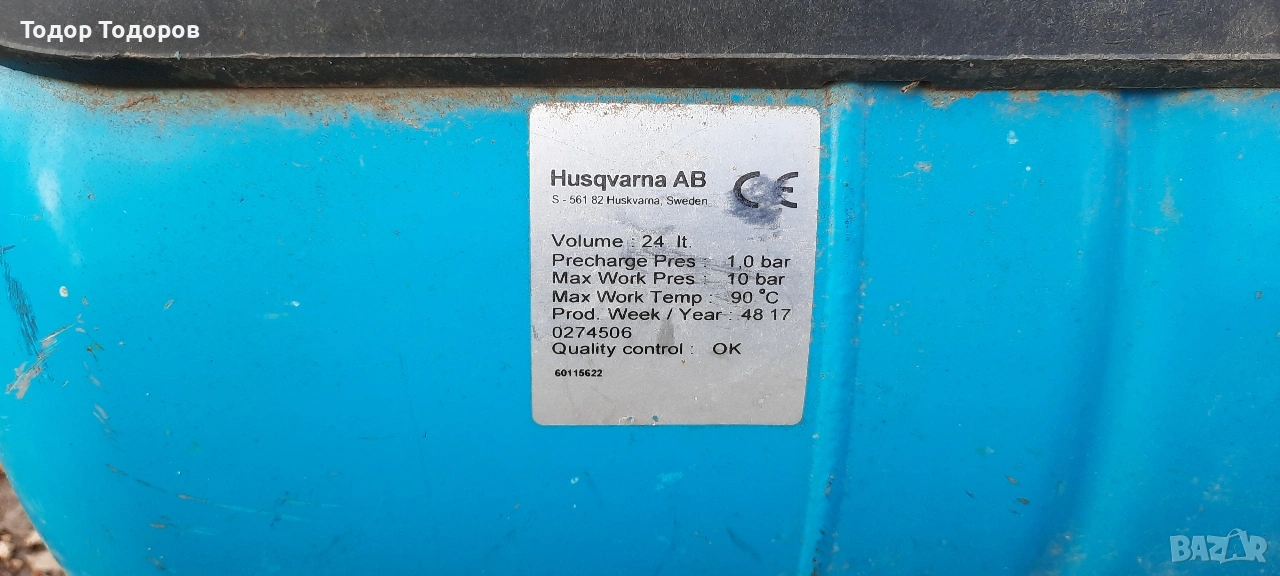 Тодор Тодоров
Husqvarna AB CE
S - 561 82 Huskvarna, Sweden
Volume : 24 lt.
Precharge Pres : 1,0 bar
Max Work Pres : 10 bar
Max Work Temp : 90 °C
Prod. Week / Year : 48 17
0274506
Quality control : OK
60115622
BAZAR